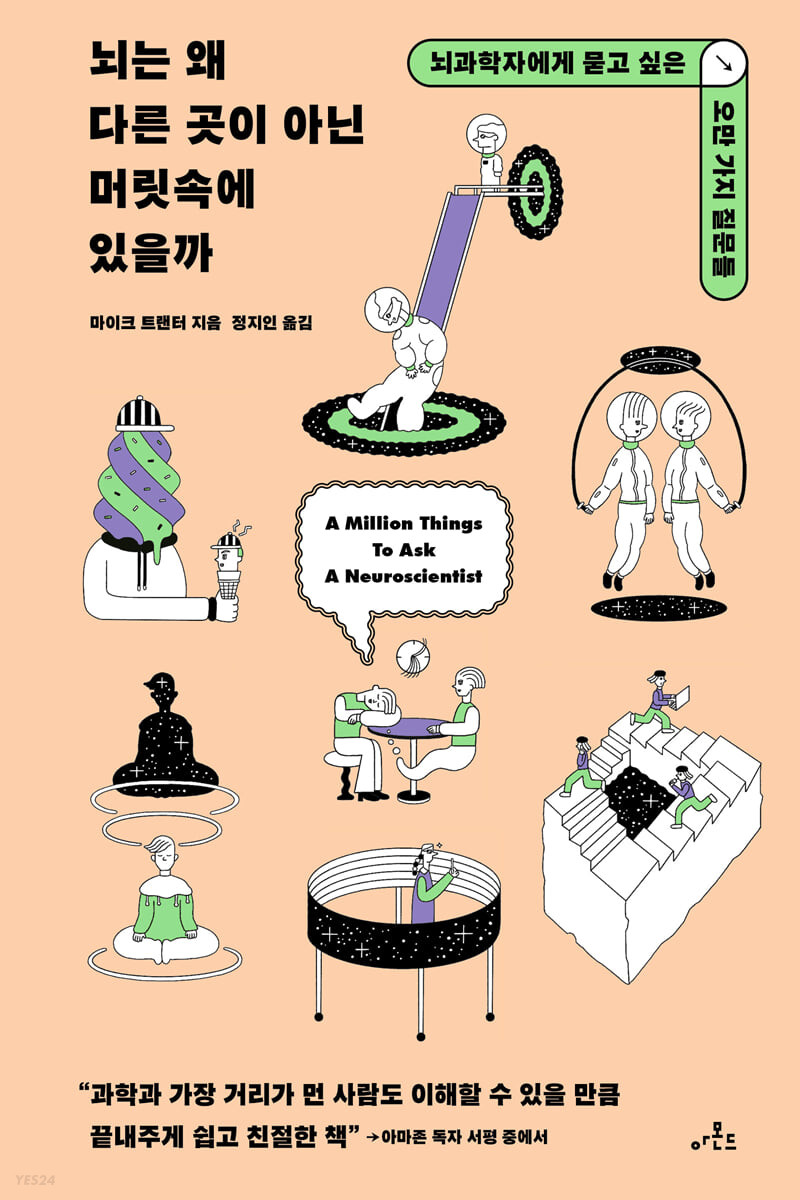 뇌는 왜
다른 곳이 아닌
머릿속에
있을까
마이크 트랜터 지음 정지인 옮김
뇌과학자에게 묻고 싶은
오만 가지 질문들
A Million Things
To Ask
A Neuroscientist
“과학과 가장 거리가 먼 사람도 이해할 수 있을 만큼
끝내주게 쉽고 친절한 책” →아마존 독자 서평 중에서
아몬드
YES24